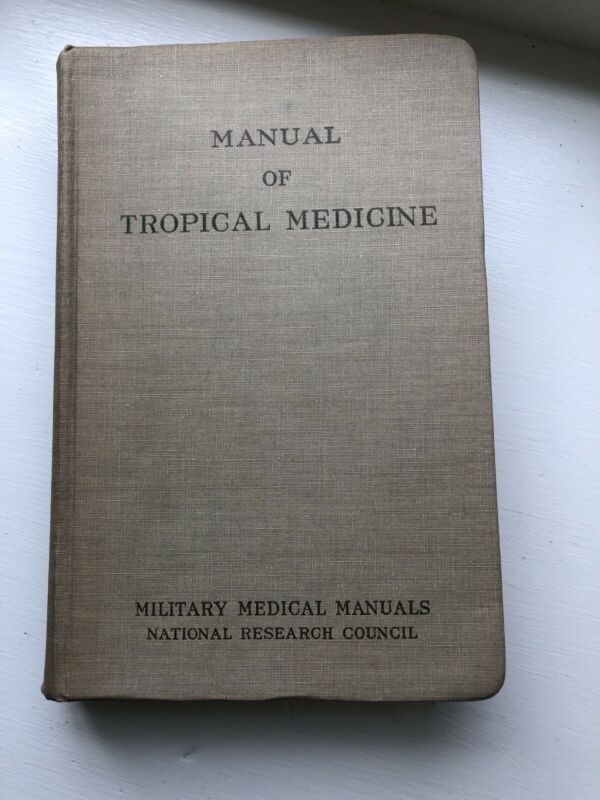 MANUAL
OF
TROPICAL MEDICINE
MILITARY MEDICAL MANUALS
NATIONAL RESEARCH COUNCIL